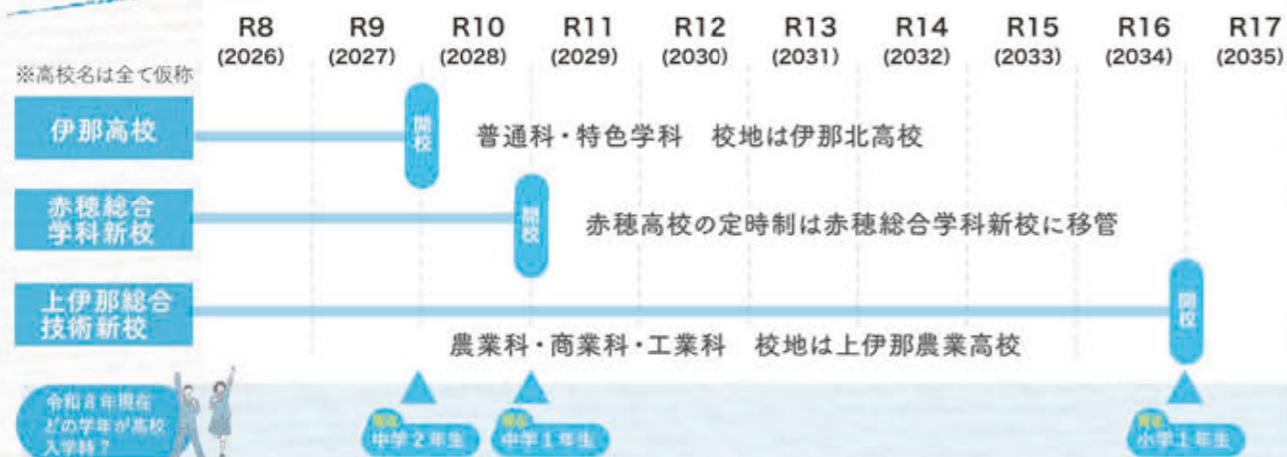 R8 R9 R10 R11 R12 R13 R14 R15 R16 R17
(2026) (2027) (2028) (2029) (2030) (2031) (2032) (2033) (2034) (2035)
※高校名は全て仮称
伊那高校
開校
普通科・特色学科 校地は伊那北高校
赤穂総合
学科新校
開校
赤穂高校の定時制は赤穂総合学科新校に移管
上伊那総合
技術新校
開校
農業科・商業科・工業科 校地は上伊那農業高校
令和8年現在
どの学年が高校
入学時?
現在
中学2年生
現在
中学1年生
現在
小学1年生